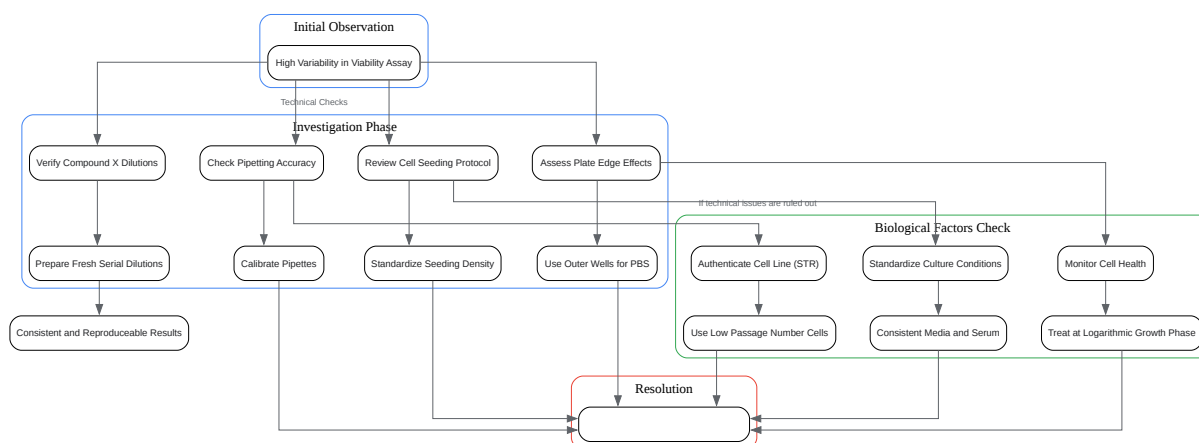 Initial Observation
High Variability in Viability Assay
Technical Checks
Investigation Phase
Verify Compound X Dilutions
Check Pipetting Accuracy
Review Cell Seeding Protocol
Assess Plate Edge Effects
If technical issues are ruled out
Biological Factors Check
Prepare Fresh Serial Dilutions
Calibrate Pipettes
Standardize Seeding Density
Use Outer Wells for PBS
Authenticate Cell Line (STR)
Standardize Culture Conditions
Monitor Cell Health
Consistent and Reproduceable Results
Use Low Passage Number Cells
Consistent Media and Serum
Treat at Logarithmic Growth Phase
Resolution